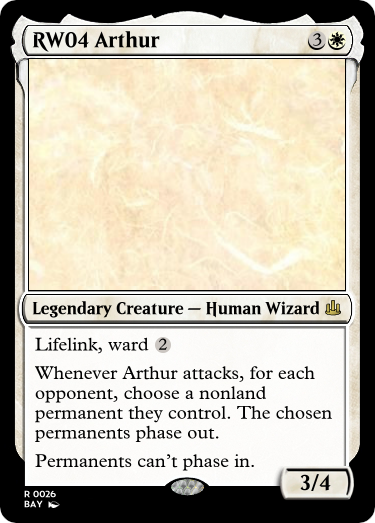 RW04 Arthur 3
Legendary Creature — Human Wizard
Lifelink, ward 2
Whenever Arthur attacks, for each
opponent, choose a nonland
permanent they control. The chosen
permanents phase out.
Permanents can't phase in.
3/4
R 0026
BAY